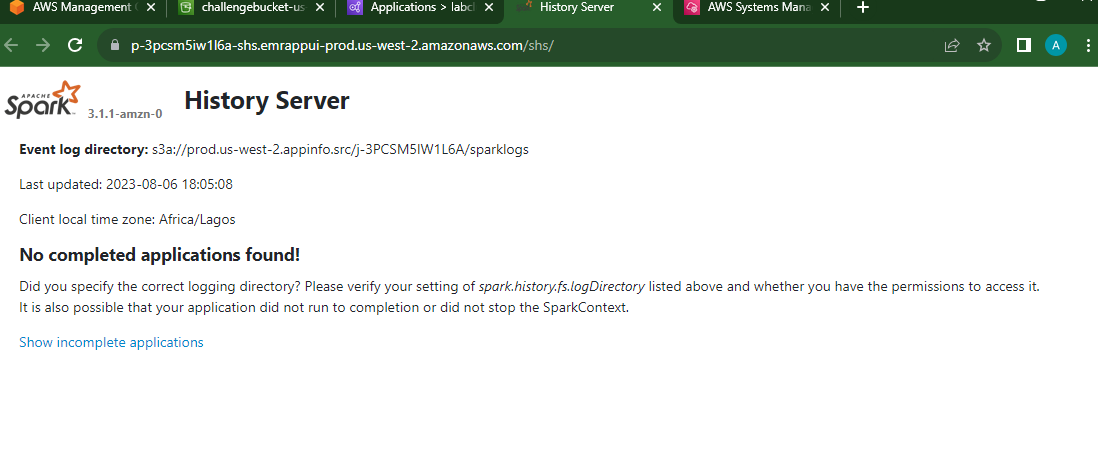 AWS Management
challengebucket-us
Applications > labc
History Server
AWS Systems Mana
p-3pcsm5iw1l6a-shs.emrappui-prod.us-west-2.amazonaws.com/shs/
A
APACHE
Spark 3.1.1-amzn-0 History Server
Event log directory: s3a://prod.us-west-2.appinfo.src/j-3PCSM5IW1L6A/sparklogs
Last updated: 2023-08-06 18:05:08
Client local time zone: Africa/Lagos
No completed applications found!
Did you specify the correct logging directory? Please verify your setting of spark.history.fs.logDirectory listed above and whether you have the permissions to access it.
It is also possible that your application did not run to completion or did not stop the SparkContext.
Show incomplete applications